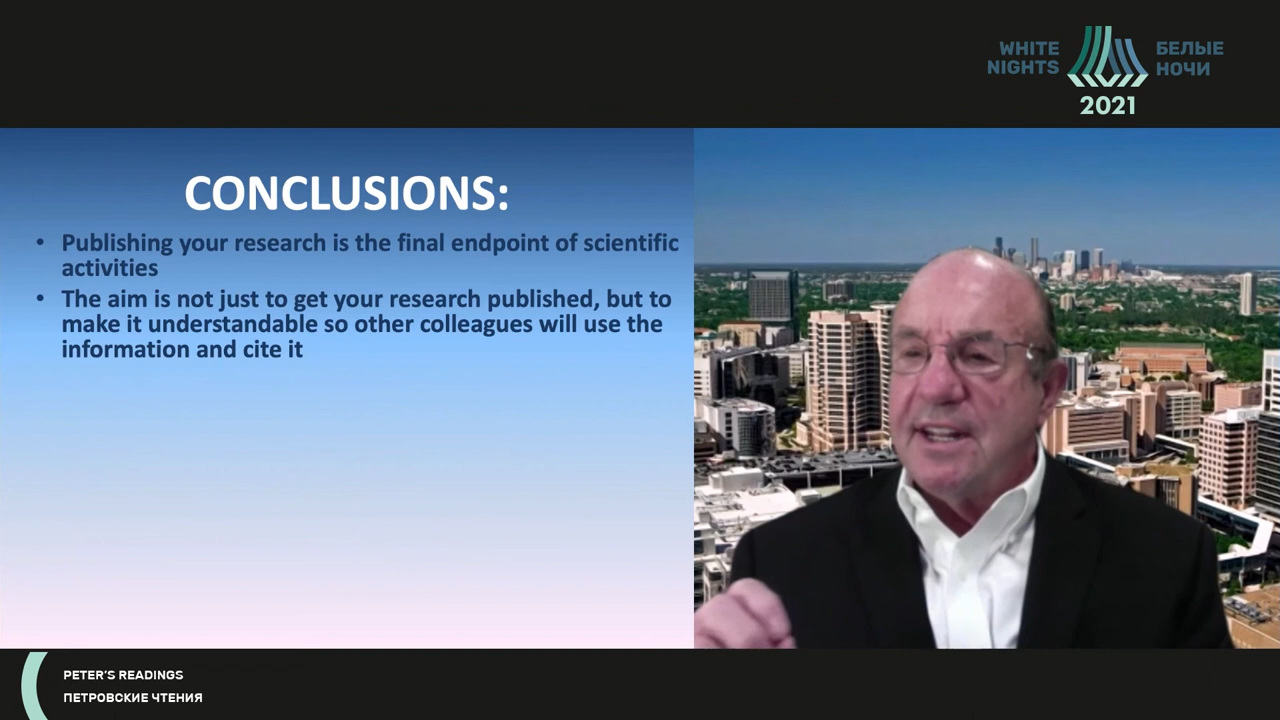 WHITE
NIGHTS
БЕЛЫЕ
НОЧИ
2021
CONCLUSIONS:
• Publishing your research is the final endpoint of scientific
activities
• The aim is not just to get your research published, but to
make it understandable so other colleagues will use the
information and cite it
PETER'S READINGS
ПЕТРОВСКИЕ ЧТЕНИЯ